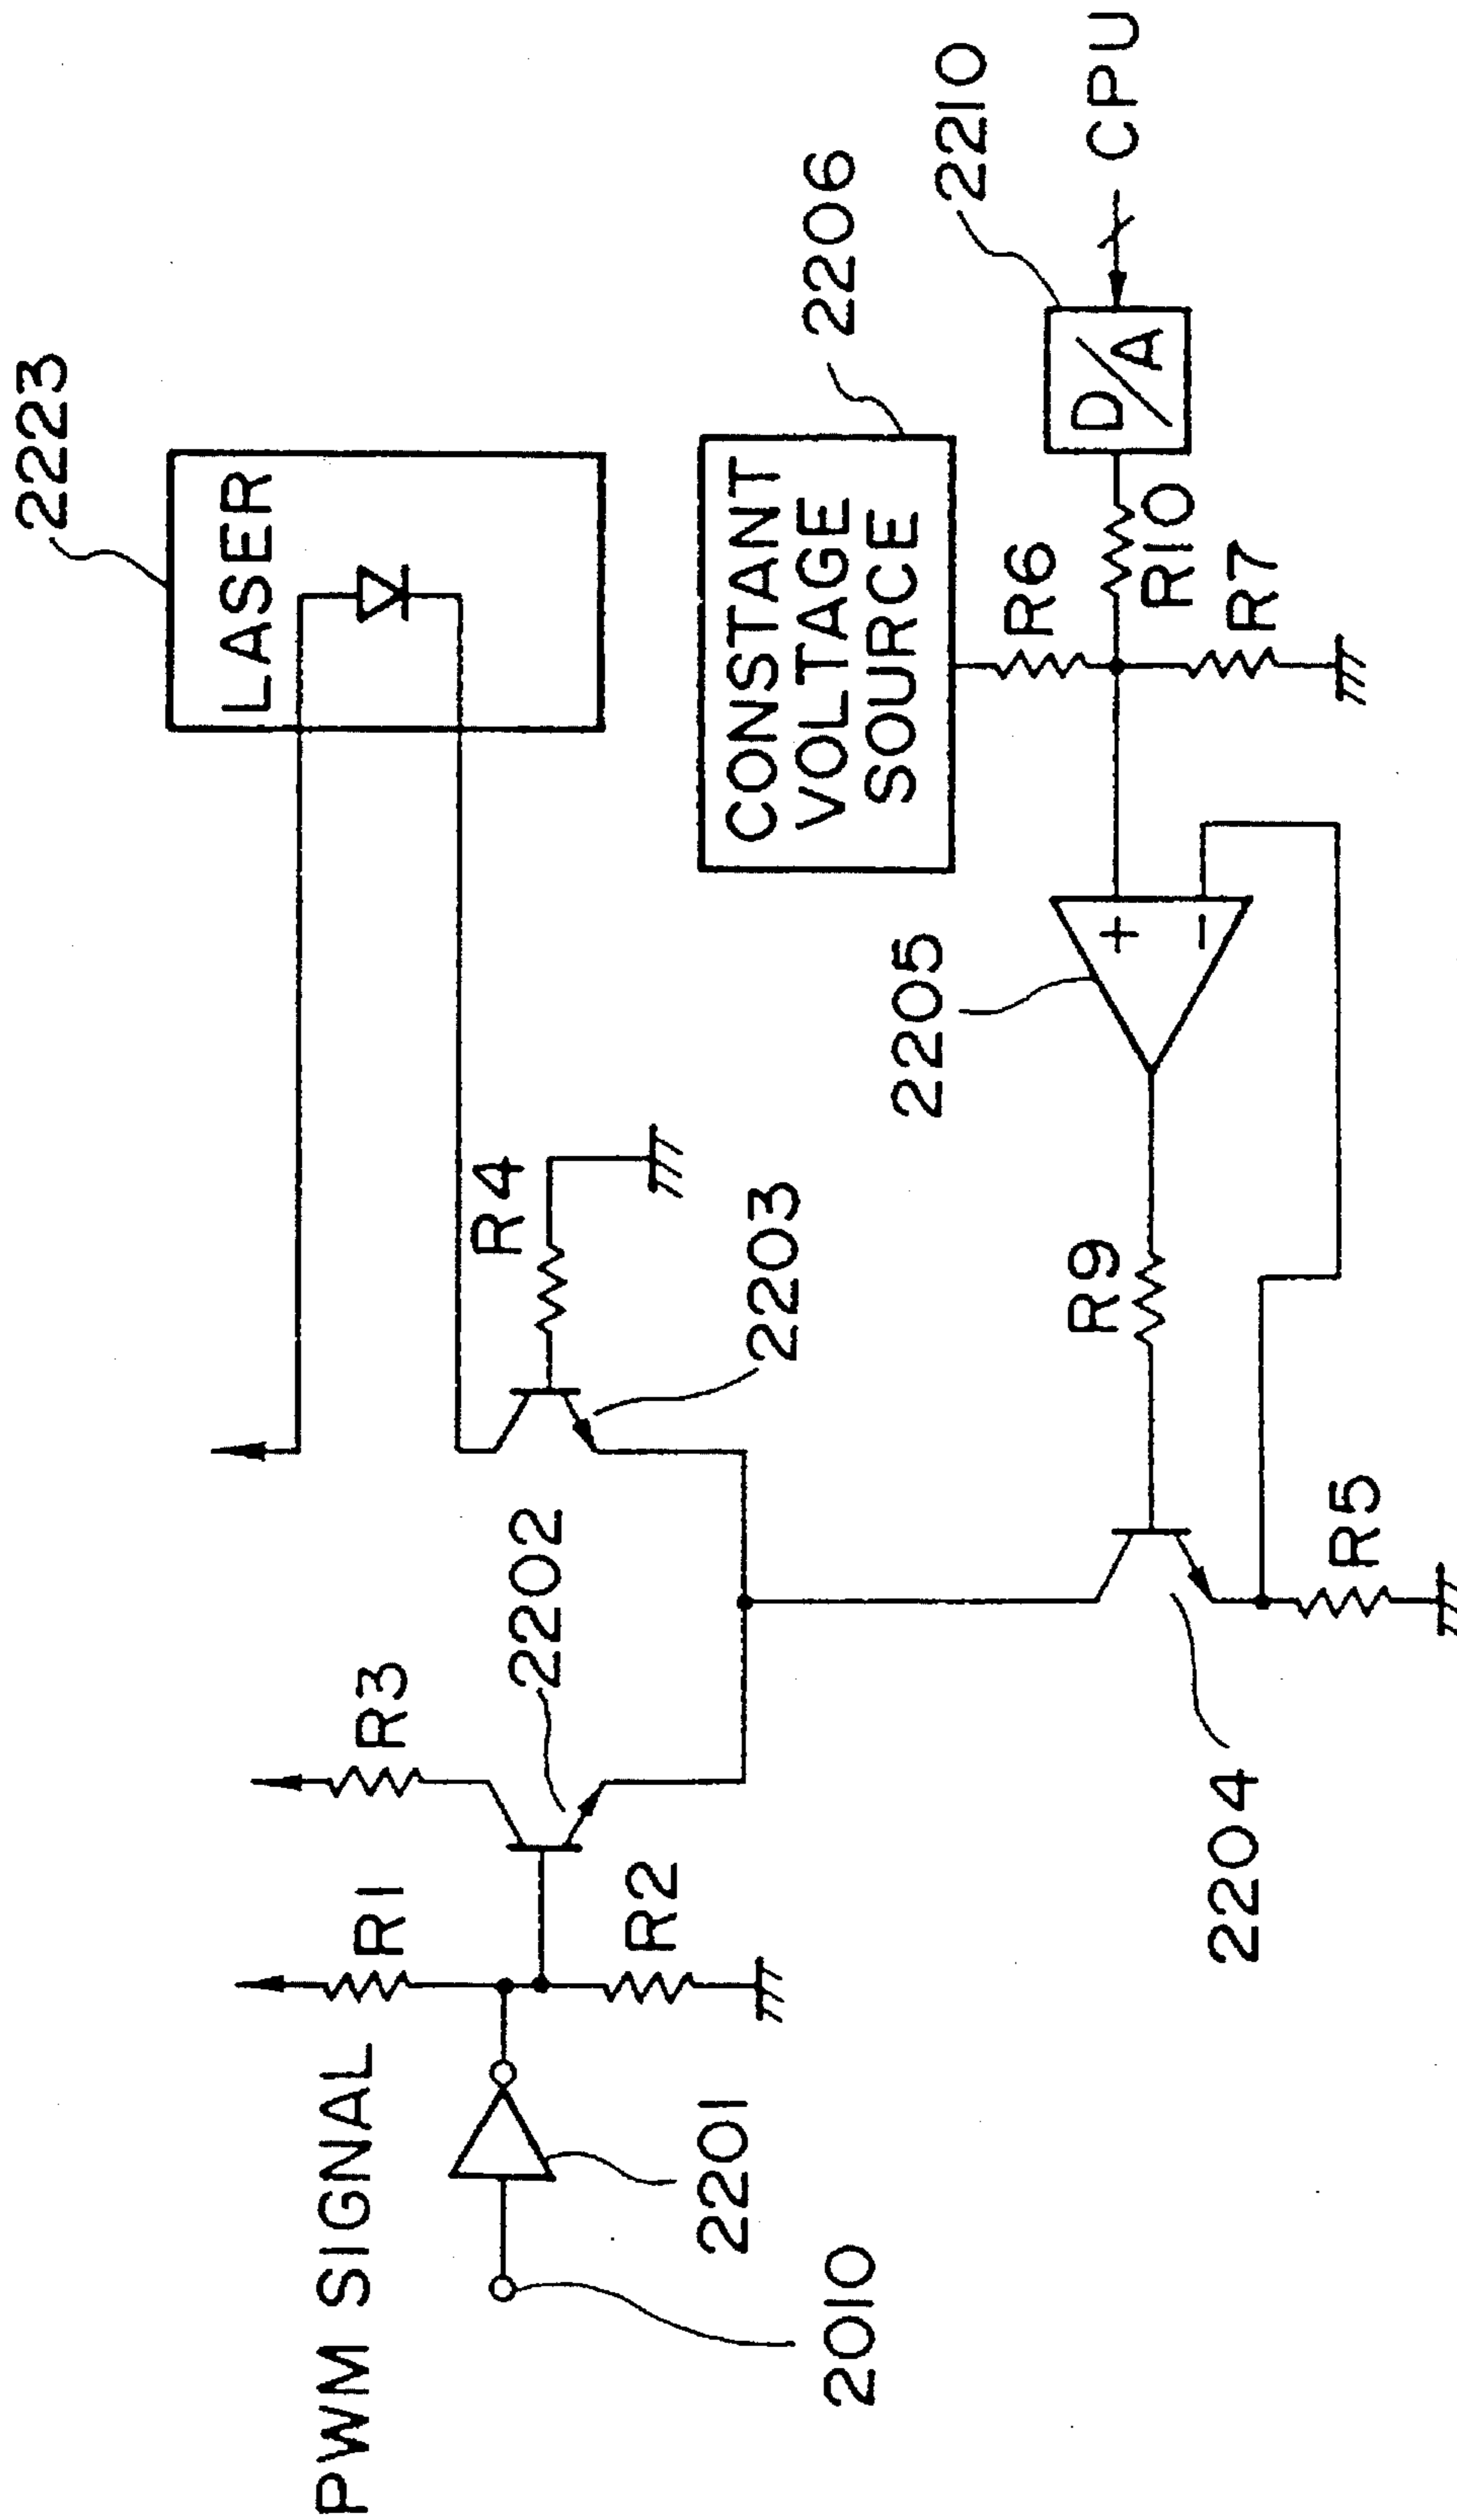 2223
LASER
PWM SIGNAL
R1
R3
2202
R4
2203
2010
2201
R2
CONSTANT
VOLTAGE
SOURCE
2206
2205
R6
2210
D/A
CPU
R9
R10
R7
2204
R5
+
−